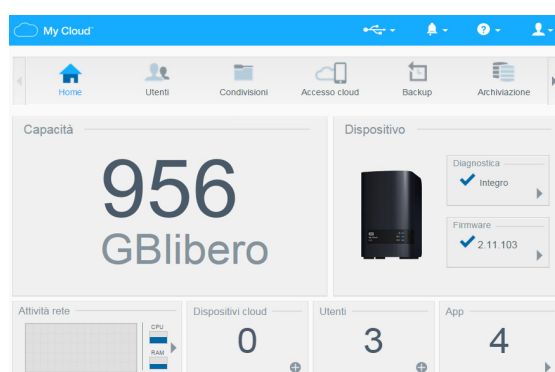 My Cloud
Home
Utenti
Condivisioni
Accesso cloud
Backup
Archiviazione
Capacità
956
GBlibero
Dispositivo
Diagnostica
Integro
Firmware
2.11.103
Attività rete
CPU
RAM
Dispositivi cloud
0
Utenti
3
App
4